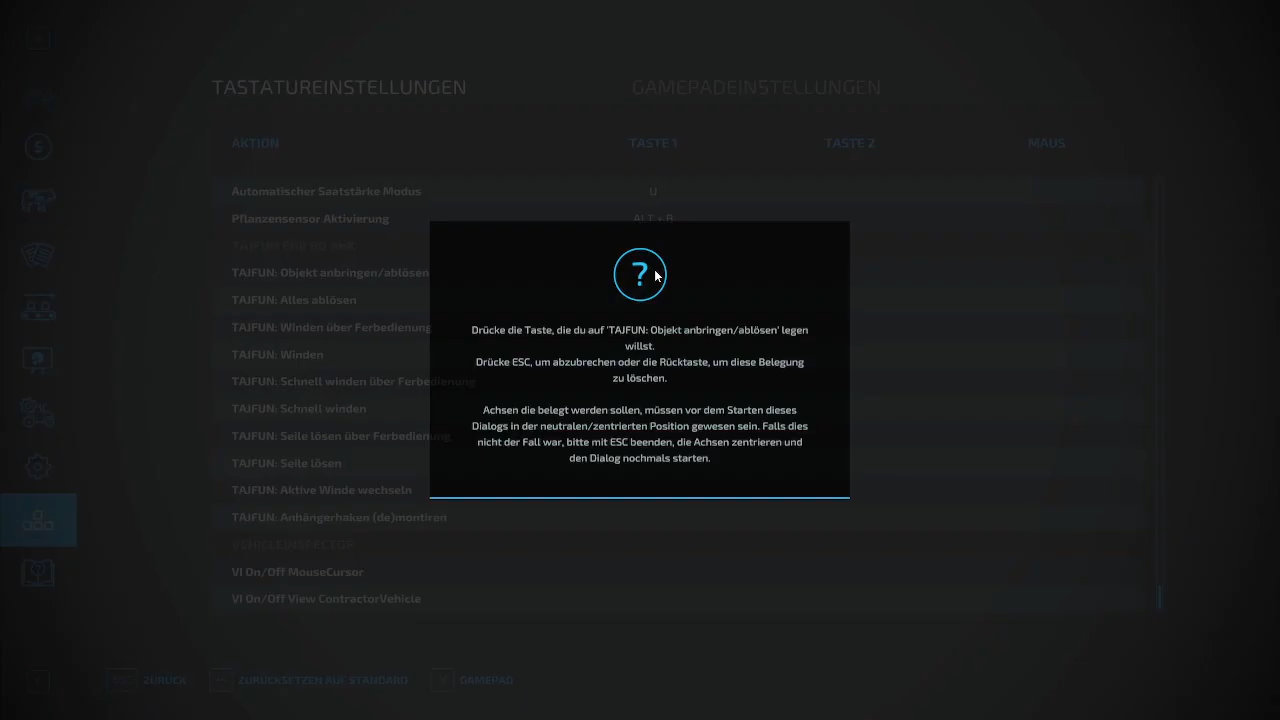 TASTATUREINSTELLUNGEN
GAMEPADEINSTELLUNGEN
AKTION TASTE 1 TASTE 2 MAUS
Automatischer Saatstärke Modus U
Pflanzensensor Aktivierung ALT + R
TAJFUN: Objekt anbringen/ablösen
TAJFUN: Alles ablösen
TAJFUN: Winden über Ferbedienung
TAJFUN: Winden
TAJFUN: Schnell winden über Ferbedienung
TAJFUN: Schnell winden
TAJFUN: Seile lösen über Ferbedienung
TAJFUN: Seile lösen
TAJFUN: Aktive Winde wechseln
TAJFUN: Anhängerhaken (de)montiren
VEHICLEINSPECTOR
VI On/Off MouseCursor
VI On/Off View ContractorVehicle
?
Drücke die Taste, die du auf 'TAJFUN: Objekt anbringen/ablösen' legen
willst.
Drücke ESC, um abzubrechen oder die Rücktaste, um diese Belegung
zu löschen.
Achsen die belegt werden sollen, müssen vor dem Starten dieses
Dialogs in der neutralen/zentrierten Position gewesen sein. Falls dies
nicht der Fall war, bitte mit ESC beenden, die Achsen zentrieren und
den Dialog nochmals starten.
ZURÜCK ZURÜCKSETZEN AUF STANDARD GAMEPAD